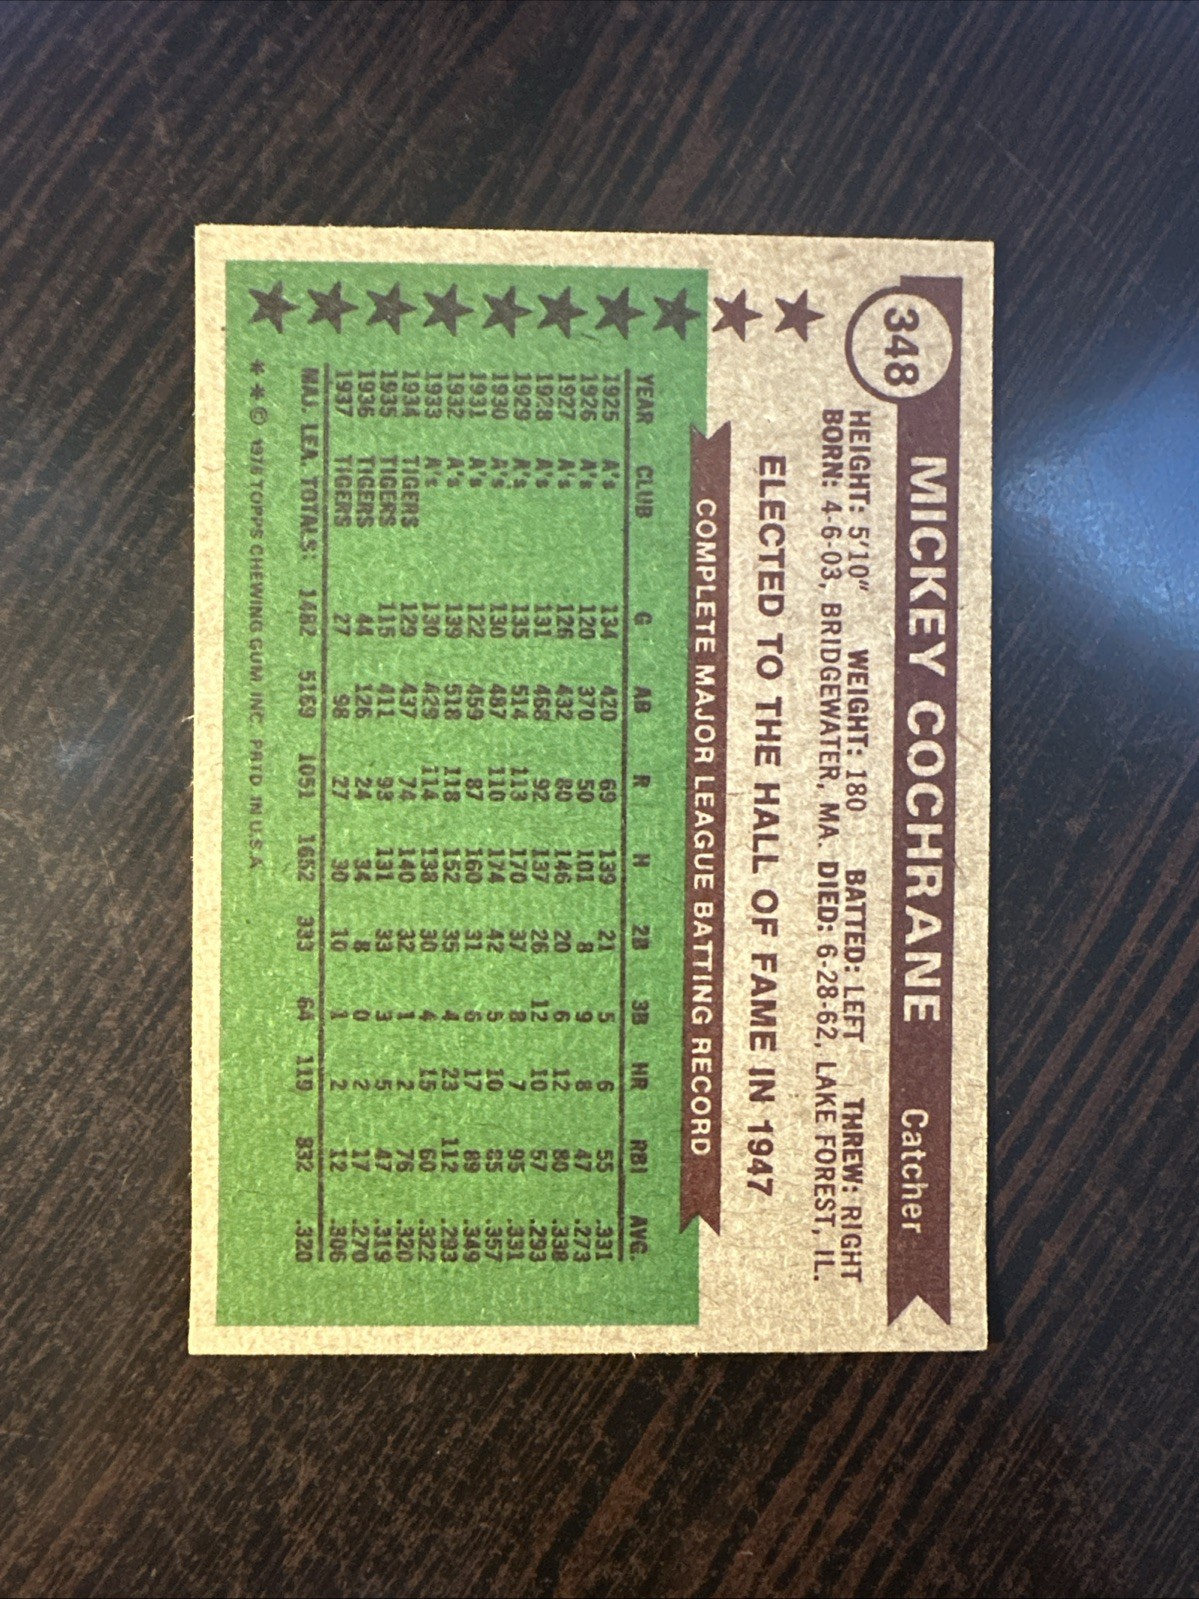 348 MICKEY COCHRANE Catcher
HEIGHT: 5'10" WEIGHT: 180 BATTED: LEFT THREW: RIGHT
BORN: 4-6-03, BRIDGEWATER, MA. DIED: 6-28-62, LAKE FOREST, IL.
ELECTED TO THE HALL OF FAME IN 1947
COMPLETE MAJOR LEAGUE BATTING RECORD
YEAR CLUB G AB R H 2B 3B HR RBI AVG.
1925 A's 134 420 69 139 21 5 6 55 .331
1926 A's 120 370 50 101 8 9 8 47 .273
1927 A's 126 432 80 146 20 6 12 80 .338
1928 A's 131 468 92 137 26 12 10 57 .293
1929 A's 135 514 113 170 37 8 7 95 .331
1930 A's 130 487 110 174 42 5 10 85 .357
1931 A's 122 459 87 160 31 6 17 89 .349
1932 A's 139 518 118 152 35 4 23 112 .293
1933 A's 130 429 114 138 30 4 15 60 .322
1934 TIGERS 129 437 74 140 32 1 2 76 .320
1935 TIGERS 115 411 93 131 33 3 5 47 .319
1936 TIGERS 44 126 24 34 8 0 2 17 .270
1937 TIGERS 27 98 27 30 10 1 2 12 .306
MAJ. LEA. TOTALS: 1482 5169 1051 1652 333 64 119 832 .320
**© 1976 TOPPS CHEWING GUM, INC. PRTD. IN U.S.A.